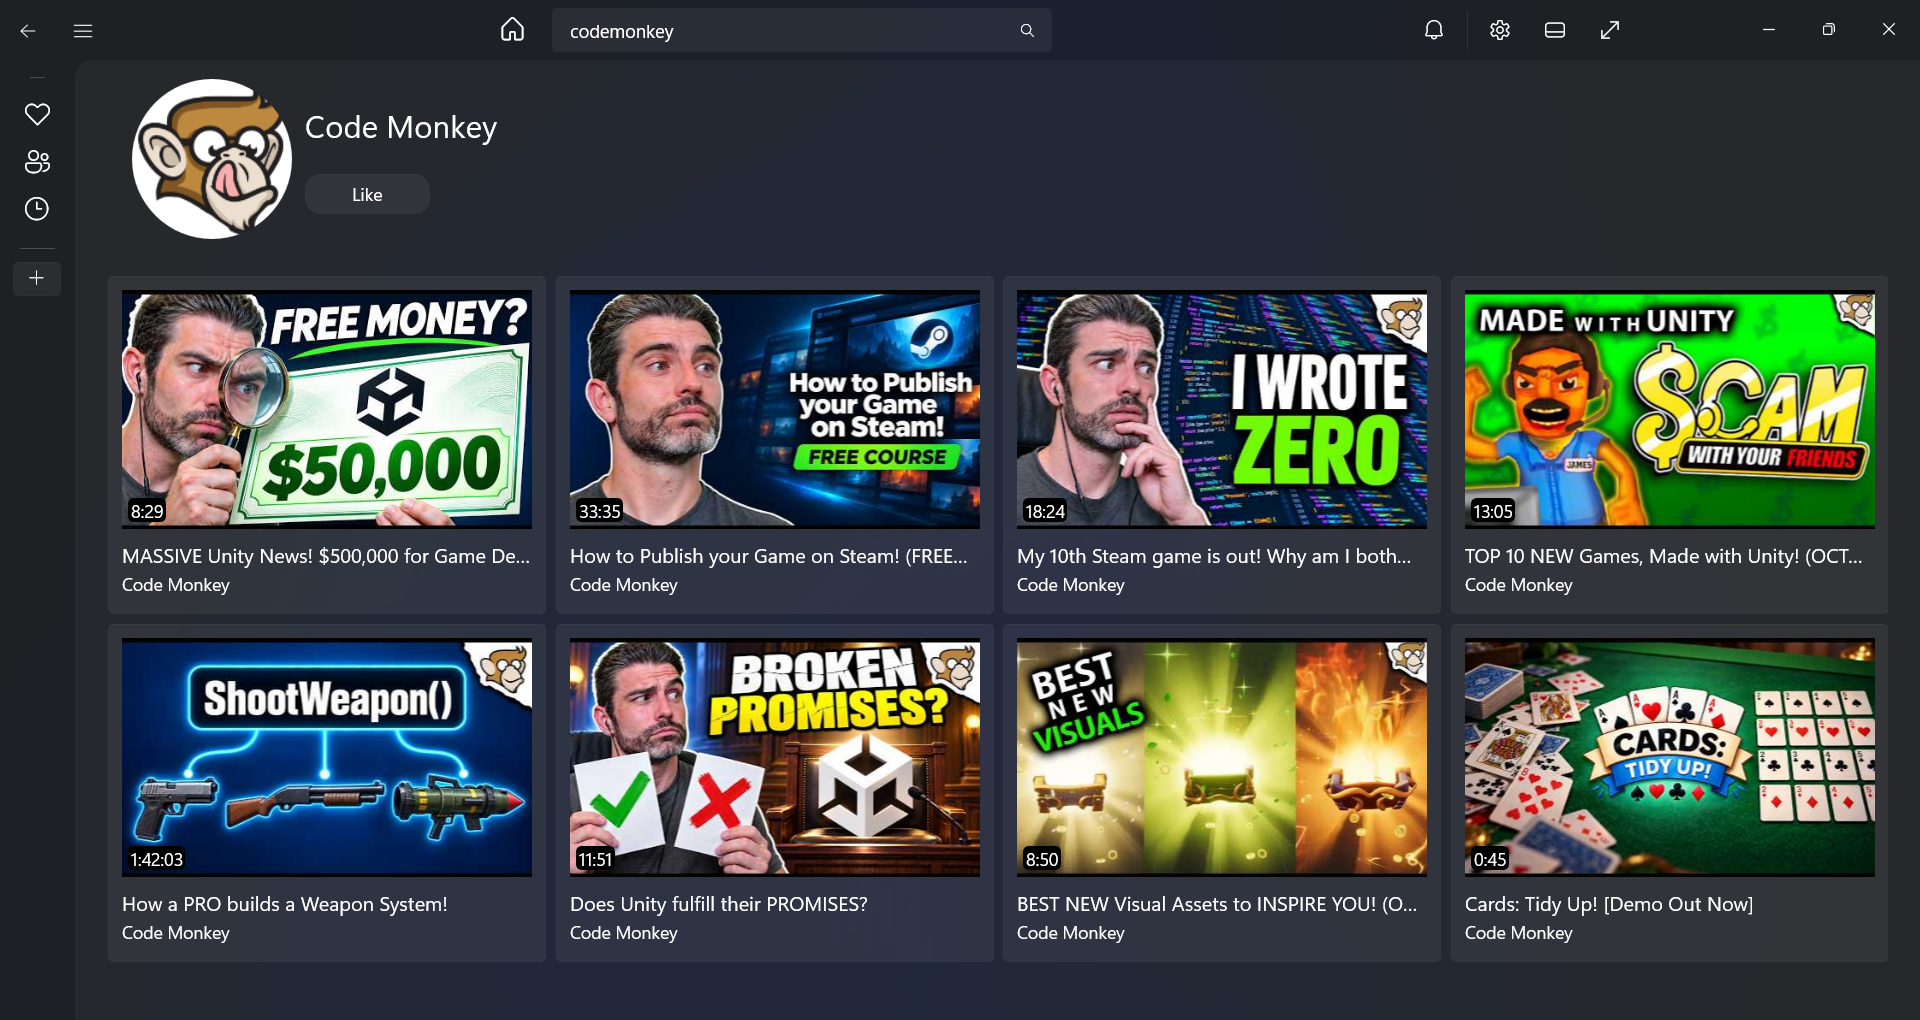 codemonkey
Code Monkey
Like
FREE MONEY?
$50,000
8:29
MASSIVE Unity News! $500,000 for Game De...
Code Monkey
How to Publish
your Game
on Steam!
FREE COURSE
33:35
How to Publish your Game on Steam! (FREE...
Code Monkey
I WROTE
ZERO
18:24
My 10th Steam game is out! Why am I both...
Code Monkey
MADE WITH UNITY
SCAM
WITH YOUR FRIENDS
JAMES
13:05
TOP 10 NEW Games, Made with Unity! (OCT...
Code Monkey
ShootWeapon()
1:42:03
How a PRO builds a Weapon System!
Code Monkey
BROKEN
PROMISES?
11:51
Does Unity fulfill their PROMISES?
Code Monkey
BEST
NEW
VISUALS
8:50
BEST NEW Visual Assets to INSPIRE YOU! (O...
Code Monkey
CARDS:
TIDY UP!
0:45
Cards: Tidy Up! [Demo Out Now]
Code Monkey